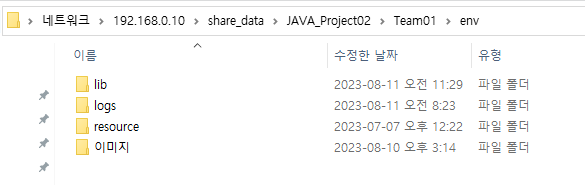 네트워크 > 192.168.0.10 > share_data > JAVA_Project02 > Team01 > env
이름 수정한 날짜 유형
lib 2023-08-11 오전 11:29 파일 폴더
logs 2023-08-11 오전 8:23 파일 폴더
resource 2023-07-07 오후 12:22 파일 폴더
이미지 2023-08-10 오후 3:14 파일 폴더